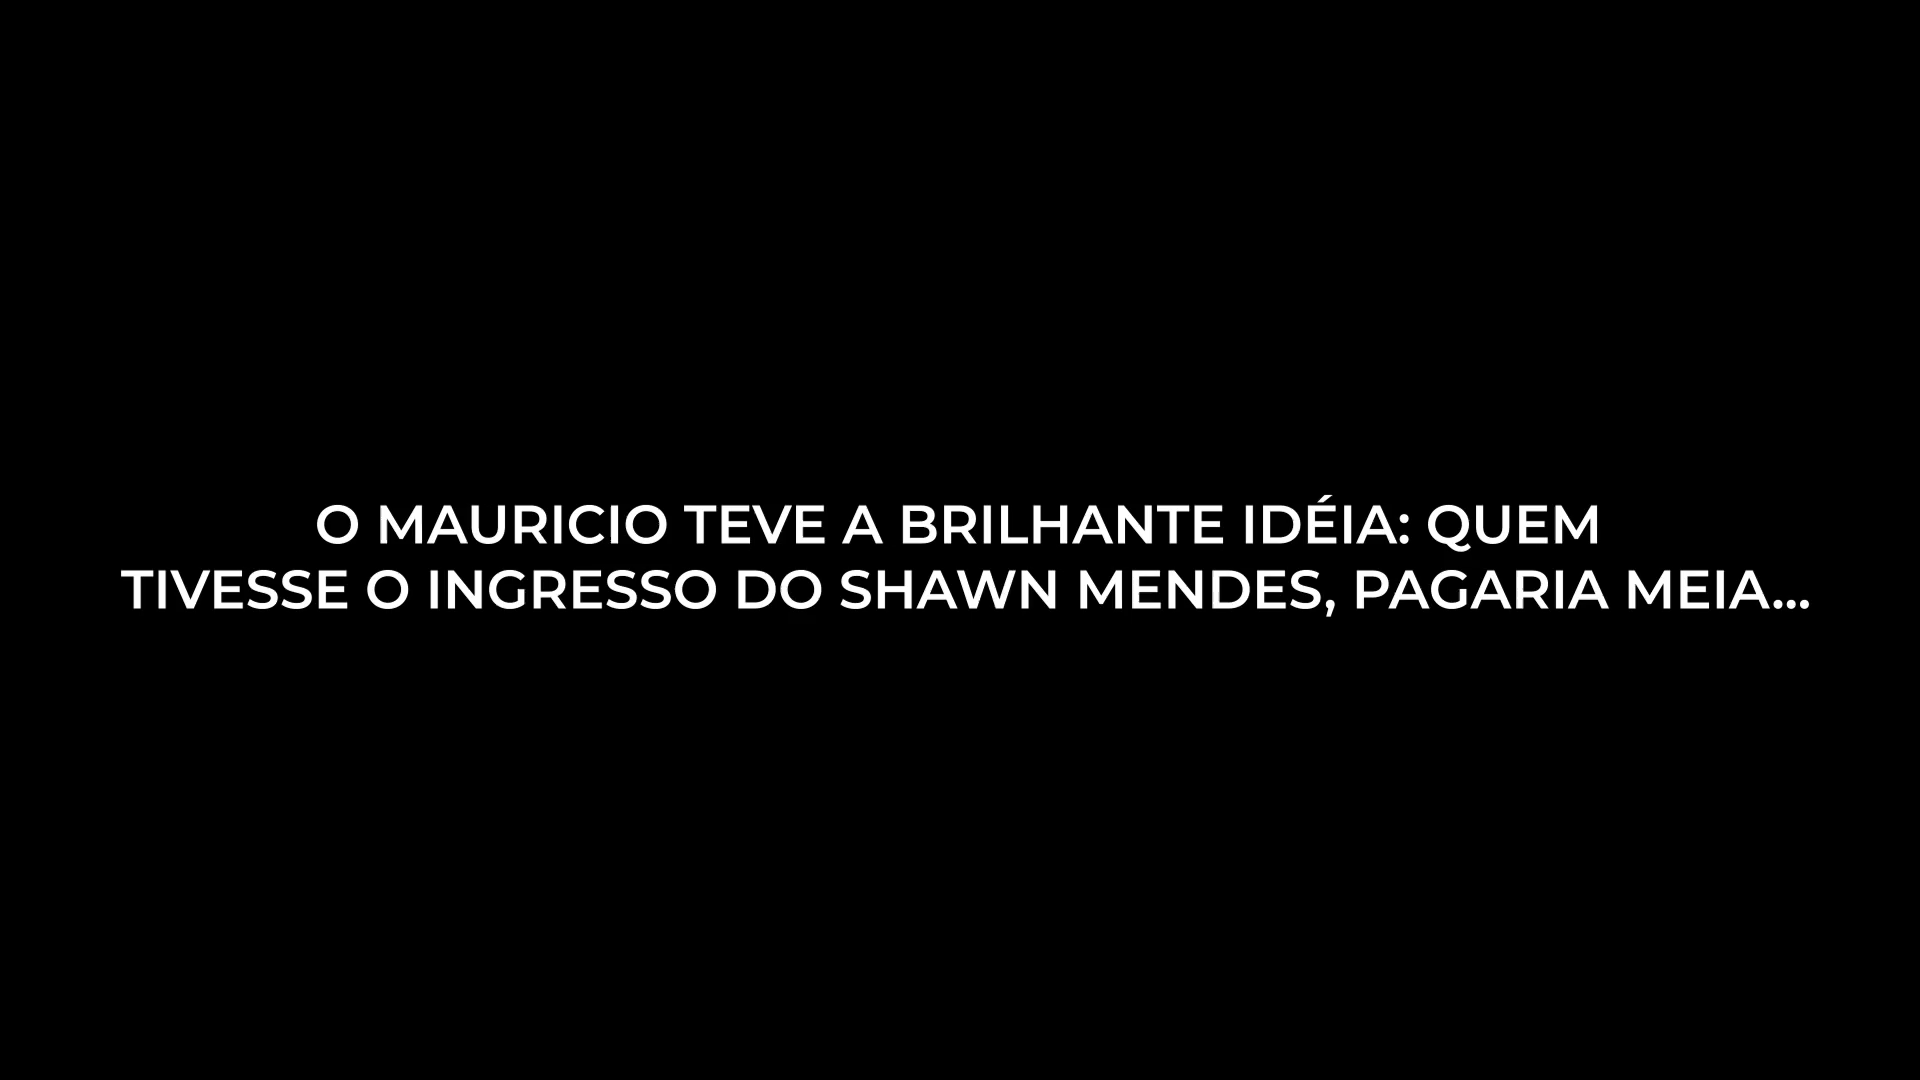 O MAURICIO TEVE A BRILHANTE IDÉIA: QUEM
TIVESSE O INGRESSO DO SHAWN MENDES, PAGARIA MEIA...